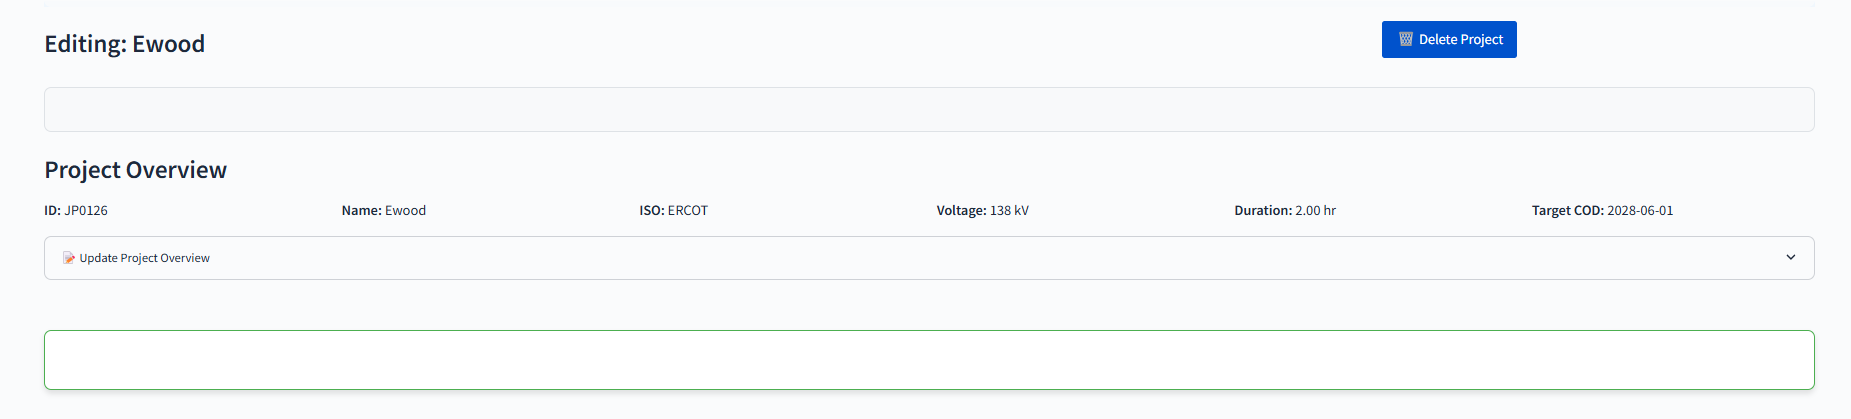 Editing: Ewood
🗑️ Delete Project
Project Overview
ID: JP0126
Name: Ewood
ISO: ERCOT
Voltage: 138 kV
Duration: 2.00 hr
Target COD: 2028-06-01
📝 Update Project Overview